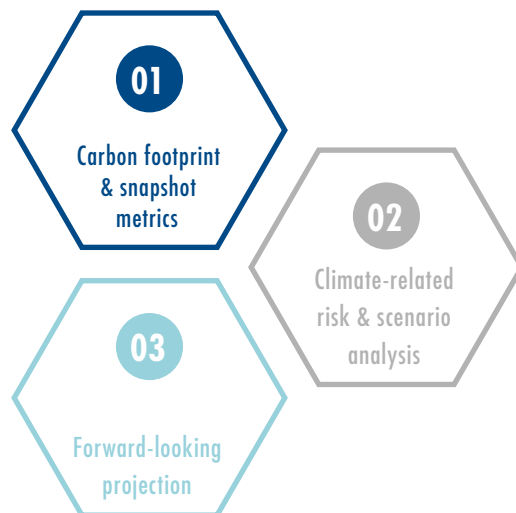 01
Carbon footprint
& snapshot
metrics
02
Climate-related
risk & scenario
analysis
03
Forward-looking
projection